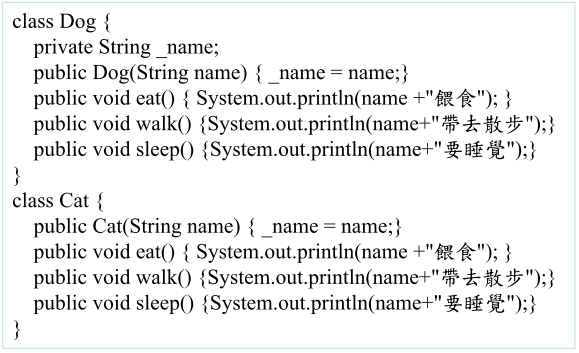 class Dog {
    private String _name;
    public Dog(String name) { _name = name;}
    public void eat() { System.out.println(name +"餵食"); }
    public void walk() {System.out.println(name+"帶去散步");}
    public void sleep() {System.out.println(name+"要睡覺");}
}
class Cat {
    public Cat(String name) { _name = name;}
    public void eat() { System.out.println(name +"餵食"); }
    public void walk() {System.out.println(name+"帶去散步");}
    public void sleep() {System.out.println(name+"要睡覺");}
}